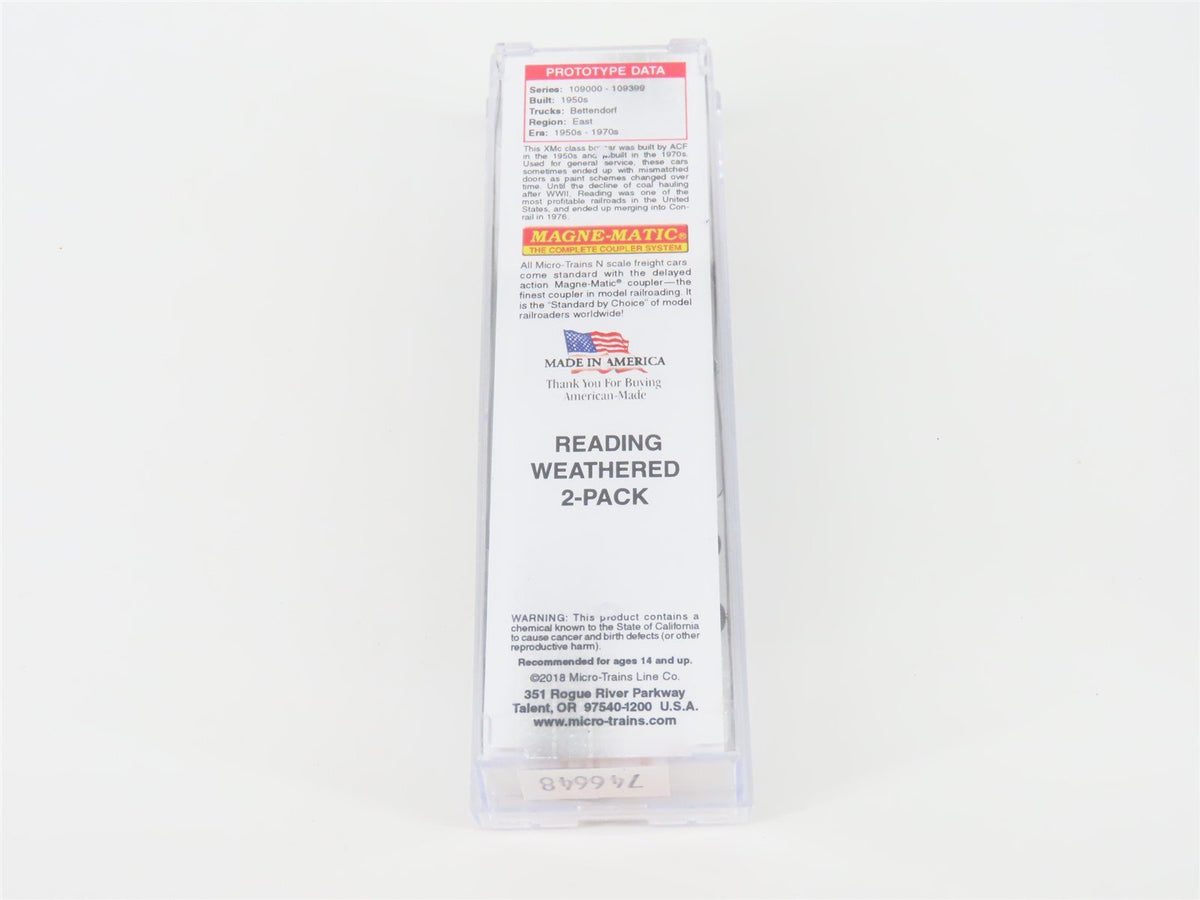 PROTOTYPE DATA
Series: 109000 - 109399
Built: 1950s
Trucks: Bettendorf
Region: East
Era: 1950s - 1970s
This XMc class was built by ACF
in the 1950s and in the 1970s.
Used for general service, these cars
sometimes ended up with mismatched
doors as paint schemes changed over
time. Until the decline of coal hauling
after WWII, Reading was one of the
most profitable railroads in the United
States, and ended up merging into Con-
rail in 1976.
MAGNE-MATIC®
THE COMPLETE COUPLER SYSTEM
All Micro-Trains N scale freight cars
come standard with the delayed
action Magne-Matic® coupler—the
finest coupler in model railroading. It
is the "Standard by Choice" of model
railroaders worldwide!
MADE IN AMERICA
Thank You For Buying
American-Made
READING
WEATHERED
2-PACK
WARNING: This product contains a
chemical known to the State of California
to cause cancer and birth defects (or other
reproductive harm).
Recommended for ages 14 and up.
©2018 Micro-Trains Line Co.
351 Rogue River Parkway
Talent, OR 97540-1200 U.S.A.
www.micro-trains.com
746648